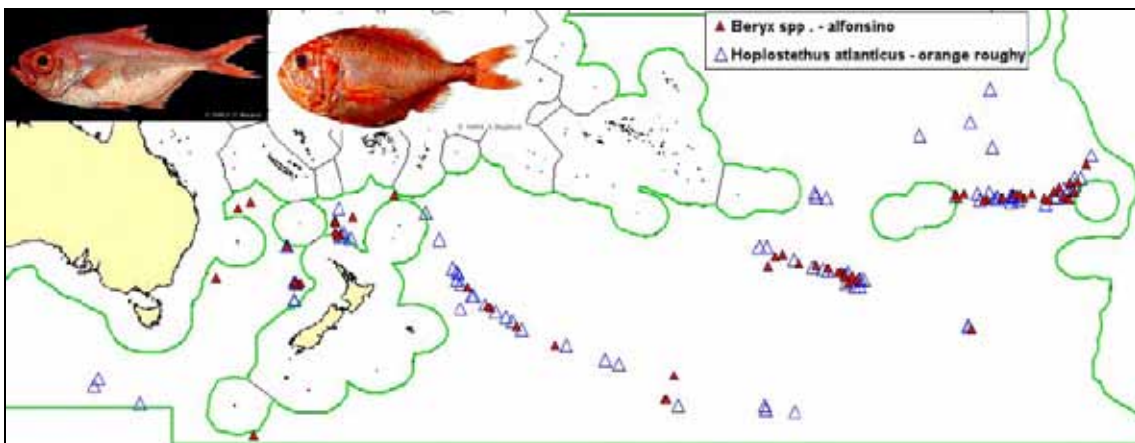 Beryx spp . - alfonsino
Hoplostethus atlanticus - orange roughy